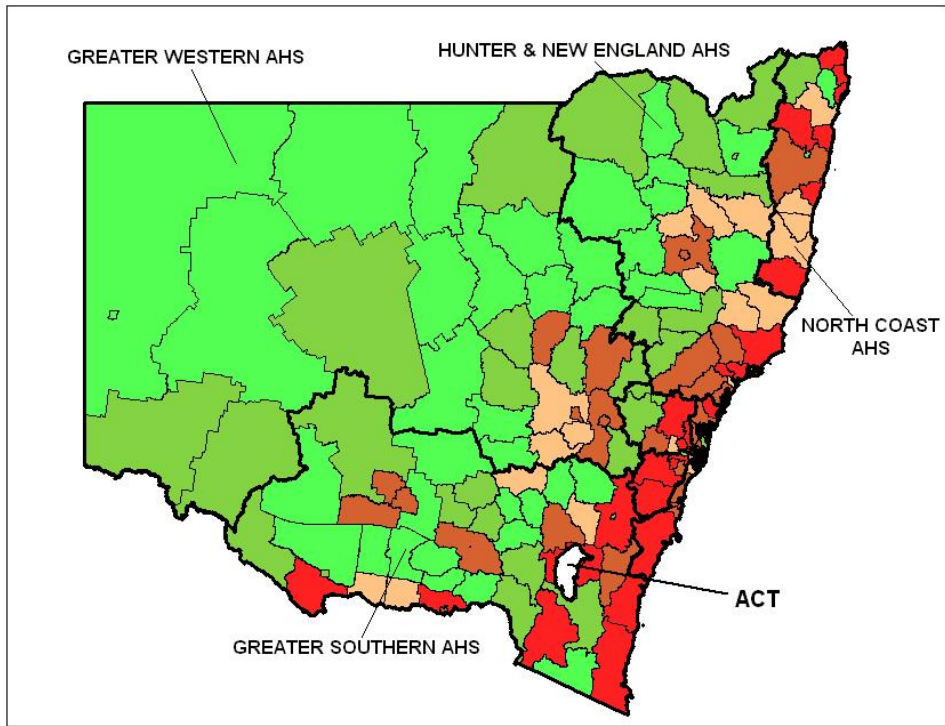 GREATER WESTERN AHS
HUNTER & NEW ENGLAND AHS
NORTH COAST
AHS
ACT
GREATER SOUTHERN AHS